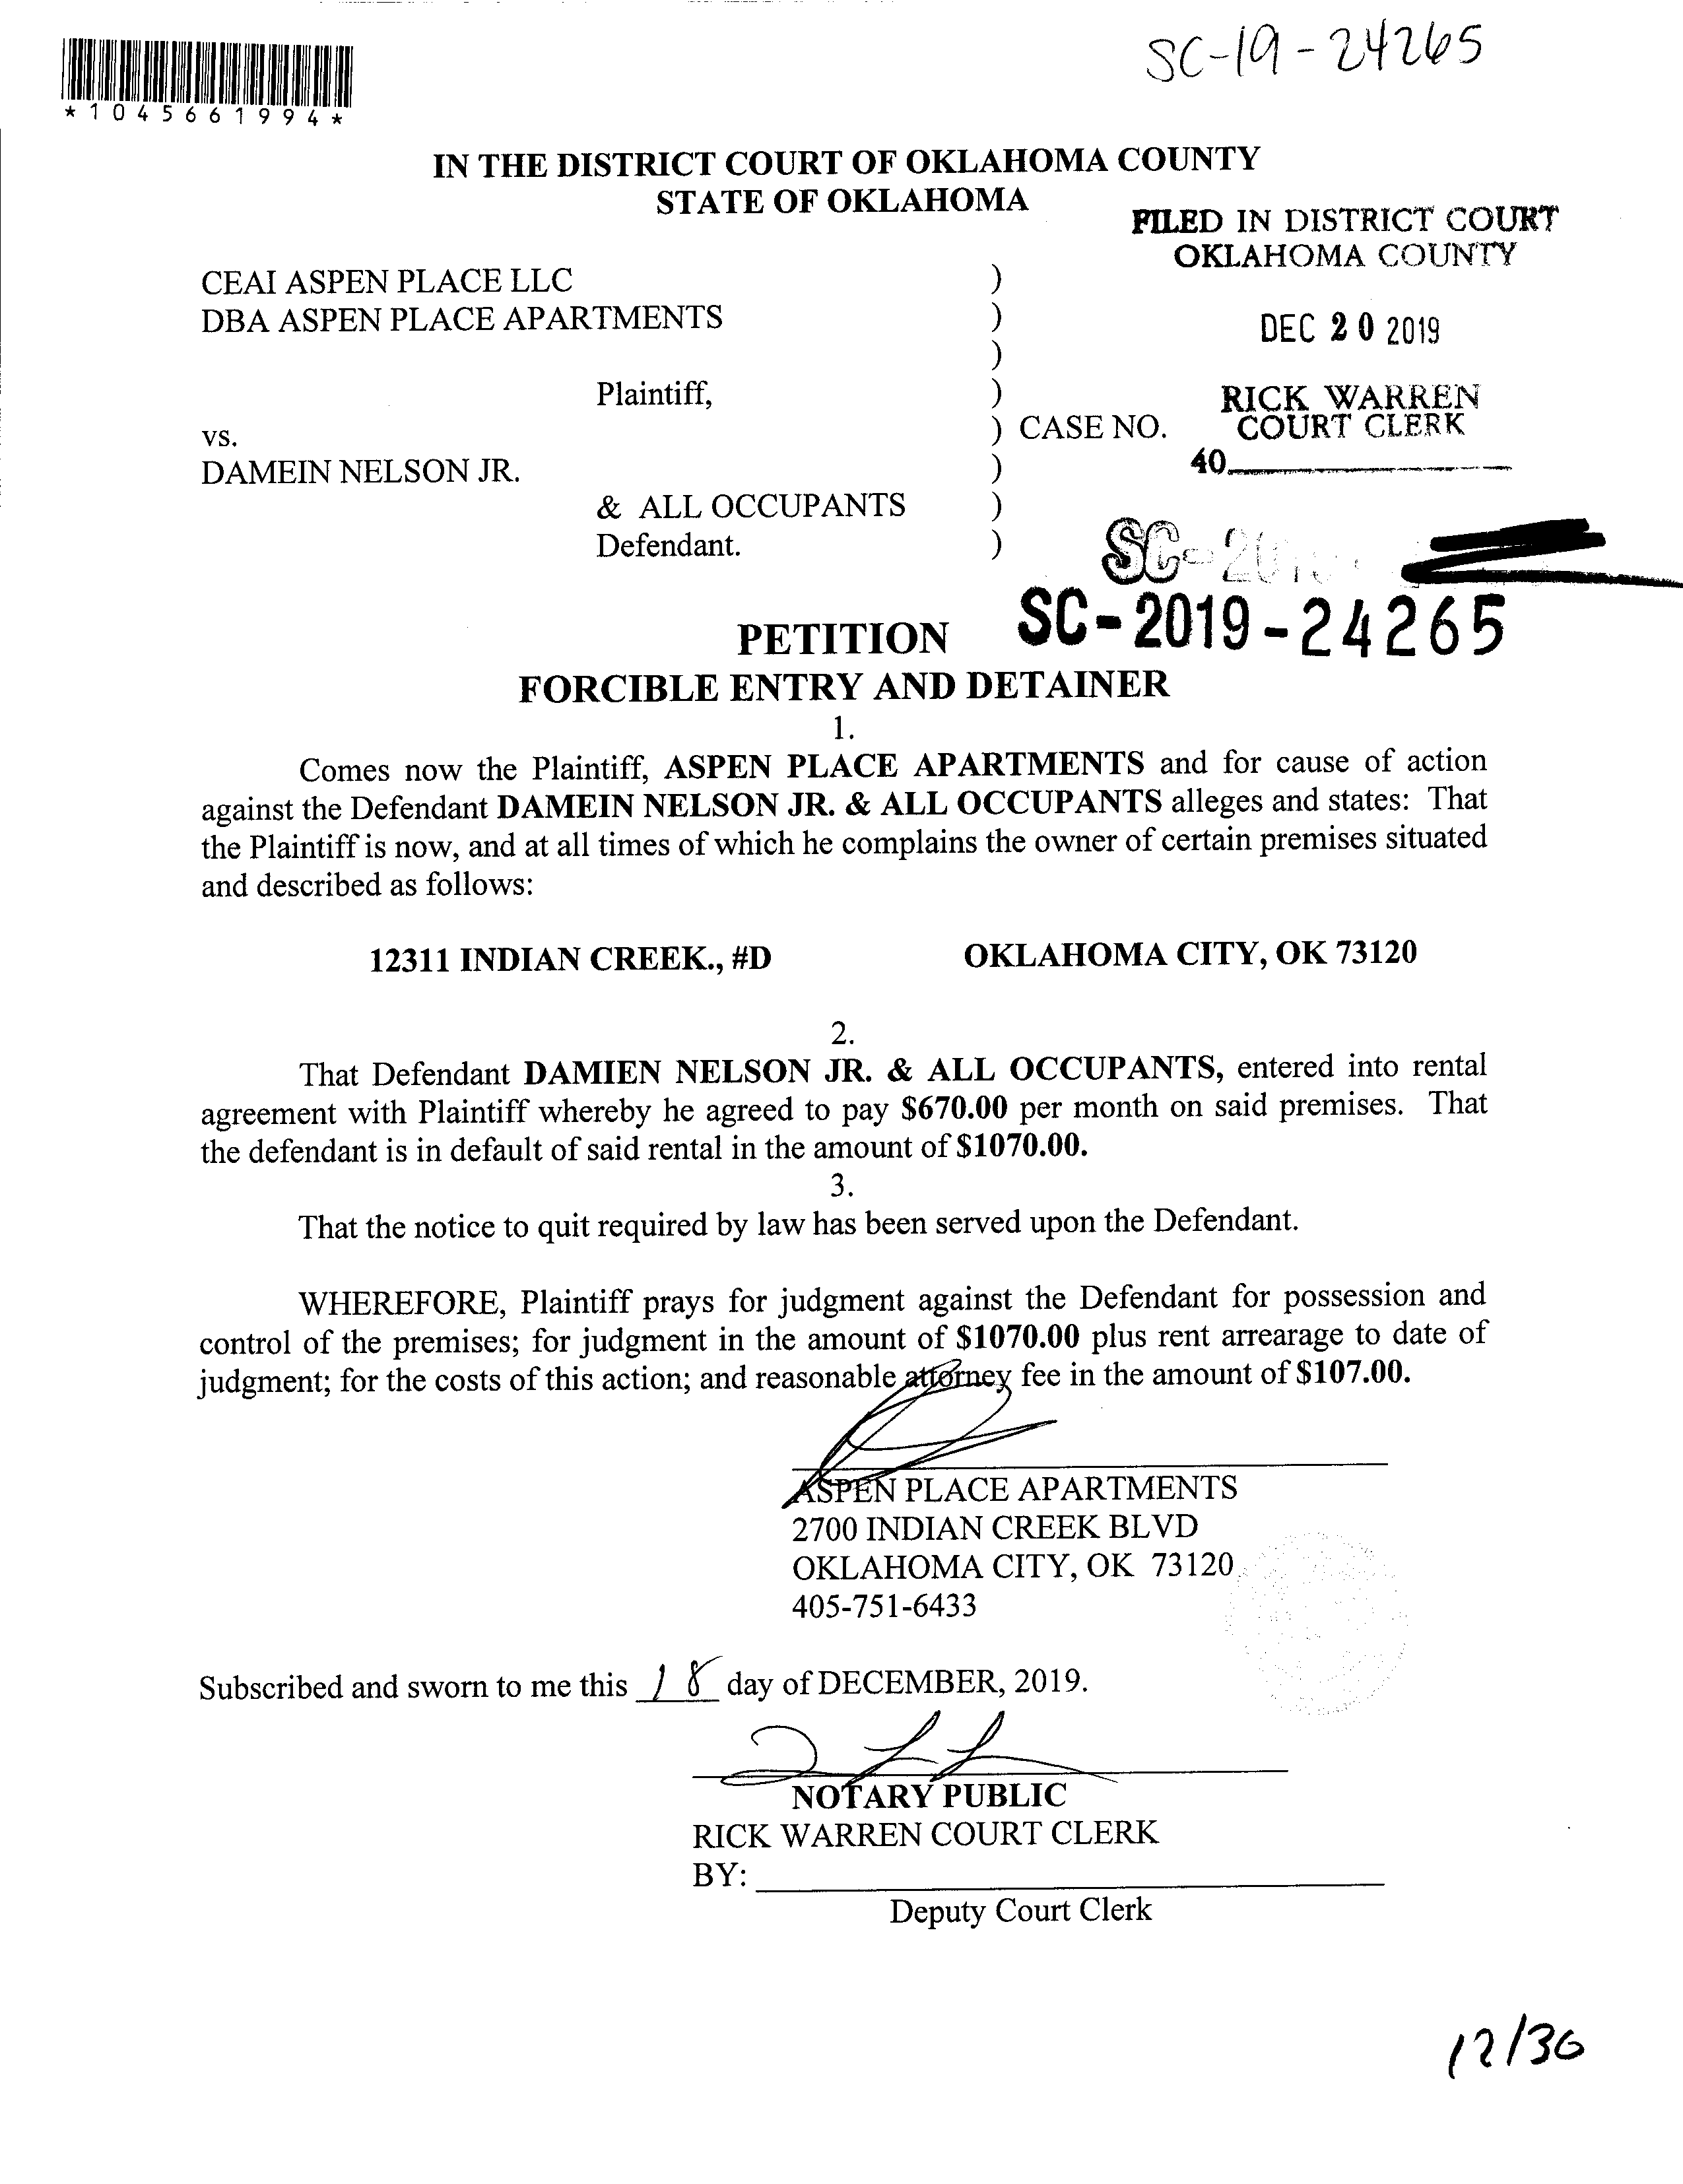 SC-19-24265
*1045661994*
IN THE DISTRICT COURT OF OKLAHOMA COUNTY
STATE OF OKLAHOMA
FILED IN DISTRICT COURT
OKLAHOMA COUNTY
CEAI ASPEN PLACE LLC )
DBA ASPEN PLACE APARTMENTS )
DEC 20 2019
)
Plaintiff, )
RICK WARREN
COURT CLERK
vs. ) CASE NO.
DAMEIN NELSON JR. )
40
& ALL OCCUPANTS )
Defendant. )
SC-
SC-2019-24265
PETITION
FORCIBLE ENTRY AND DETAINER
1.
Comes now the Plaintiff, ASPEN PLACE APARTMENTS and for cause of action
against the Defendant DAMEIN NELSON JR. & ALL OCCUPANTS alleges and states: That
the Plaintiff is now, and at all times of which he complains the owner of certain premises situated
and described as follows:
12311 INDIAN CREEK., #D OKLAHOMA CITY, OK 73120
2.
That Defendant DAMIEN NELSON JR. & ALL OCCUPANTS, entered into rental
agreement with Plaintiff whereby he agreed to pay $670.00 per month on said premises. That
the defendant is in default of said rental in the amount of $1070.00.
3.
That the notice to quit required by law has been served upon the Defendant.
WHEREFORE, Plaintiff prays for judgment against the Defendant for possession and
control of the premises; for judgment in the amount of $1070.00 plus rent arrearage to date of
judgment; for the costs of this action; and reasonable attorney fee in the amount of $107.00.
ASPEN PLACE APARTMENTS
2700 INDIAN CREEK BLVD
OKLAHOMA CITY, OK 73120
405-751-6433
Subscribed and sworn to me this 18 day of DECEMBER, 2019.
NOTARY PUBLIC
RICK WARREN COURT CLERK
BY:
Deputy Court Clerk
12/30